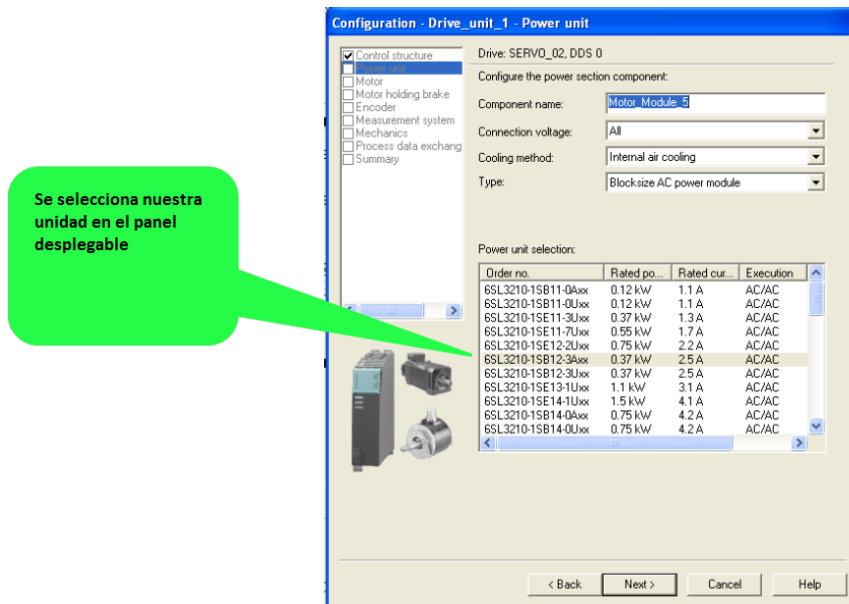 Configuration - Drive_unit_1 - Power unit
Control structure
Power unit
Motor
Motor holding brake
Encoder
Measurement system
Mechanics
Process data exchang
Summary
Drive: SERVO_02, DDS 0
Configure the power section component:
Component name: Motor_Module_5
Connection voltage: All
Cooling method: Internal air cooling
Type: Blocksize AC power module
Se selecciona nuestra
unidad en el panel
desplegable
Power unit selection:
Order no. Rated po... Rated cur... Execution
6SL3210-1SB11-0Axx 0.12 kW 1.1 A AC/AC
6SL3210-1SB11-0Uxx 0.12 kW 1.1 A AC/AC
6SL3210-1SE11-3Uxx 0.37 kW 1.3 A AC/AC
6SL3210-1SE11-7Uxx 0.55 kW 1.7 A AC/AC
6SL3210-1SE12-2Uxx 0.75 kW 2.2 A AC/AC
6SL3210-1SB12-3Axx 0.37 kW 2.5 A AC/AC
6SL3210-1SB12-3Uxx 0.37 kW 2.5 A AC/AC
6SL3210-1SE13-1Uxx 1.1 kW 3.1 A AC/AC
6SL3210-1SE14-1Uxx 1.5 kW 4.1 A AC/AC
6SL3210-1SB14-0Axx 0.75 kW 4.2 A AC/AC
6SL3210-1SB14-0Uxx 0.75 kW 4.2 A AC/AC
< Back Next > Cancel Help